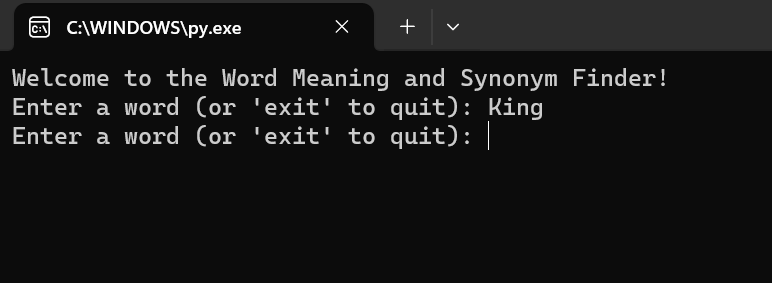 C:\WINDOWS\py.exe
Welcome to the Word Meaning and Synonym Finder!
Enter a word (or 'exit' to quit): King
Enter a word (or 'exit' to quit):